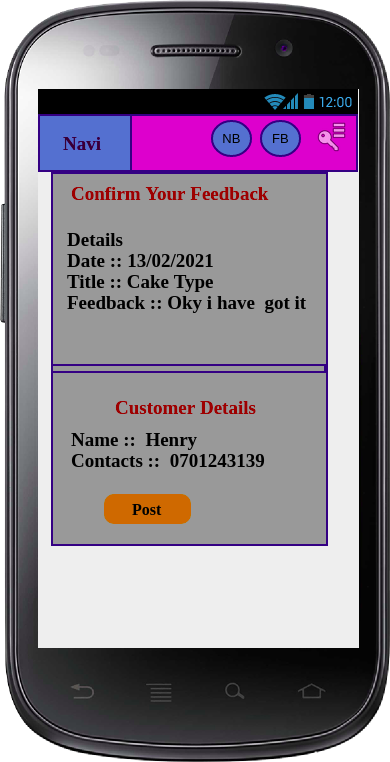 12:00
Navi
NB
FB
Confirm Your Feedback
Details
Date :: 13/02/2021
Title :: Cake Type
Feedback :: Oky i have  got it
Customer Details
Name ::  Henry
Contacts ::  0701243139
Post